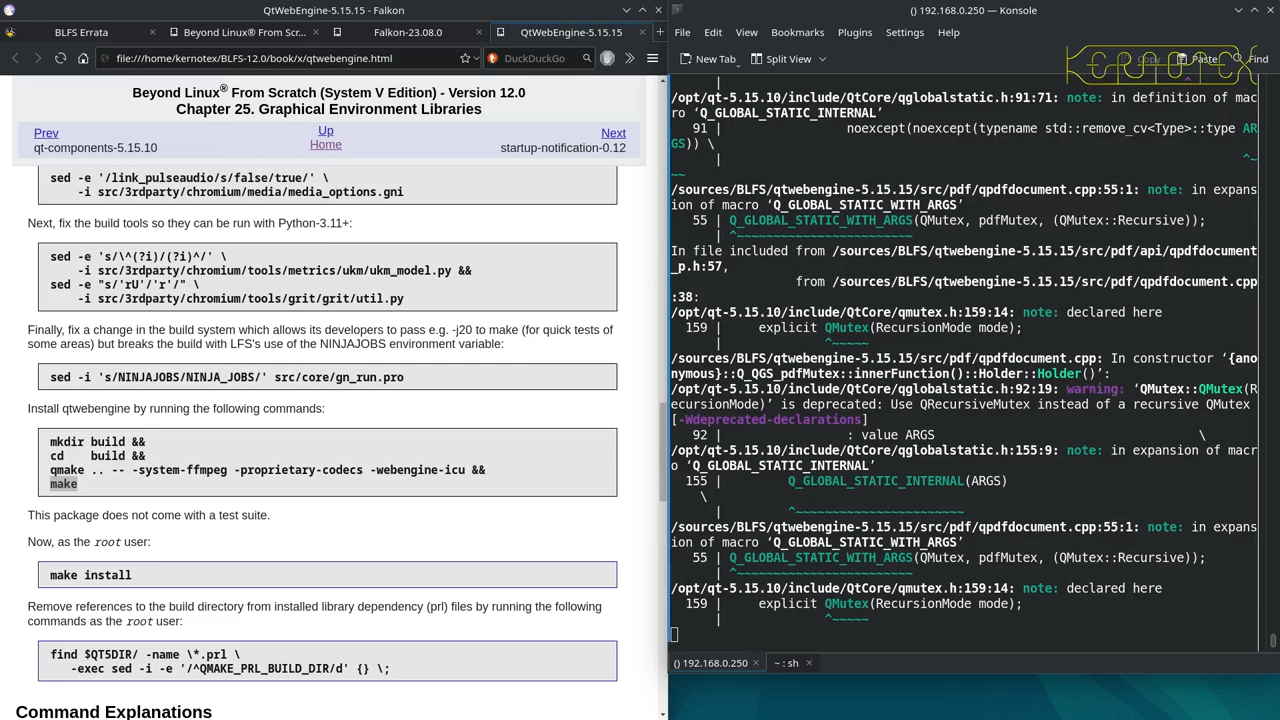 QtWebEngine-5.15.15 - Falkon
BLFS Errata
Beyond Linux® From Scr...
Falkon-23.08.0
QtWebEngine-5.15.15
file:///home/kernotex/BLFS-12.0/book/x/qtwebengine.html
DuckDuckGo
Beyond Linux® From Scratch (System V Edition) - Version 12.0
Chapter 25. Graphical Environment Libraries
Prev
Up
Next
qt-components-5.15.10
Home
startup-notification-0.12
sed -e '/link_pulseaudio/s/false/true/' \
-i src/3rdparty/chromium/media/media_options.gni
Next, fix the build tools so they can be run with Python-3.11+:
sed -e 's/\^(?i)/(?i)^/' \
-i src/3rdparty/chromium/tools/metrics/ukm/ukm_model.py &&
sed -e "s/'rU'/'r'/" \
-i src/3rdparty/chromium/tools/grit/grit/util.py
Finally, fix a change in the build system which allows its developers to pass e.g. -j20 to make (for quick tests of
some areas) but breaks the build with LFS's use of the NINJAJOBS environment variable:
sed -i 's/NINJAJOBS/NINJA_JOBS/' src/core/gn_run.pro
Install qtwebengine by running the following commands:
mkdir build &&
cd    build &&
qmake .. -- -system-ffmpeg -proprietary-codecs -webengine-icu &&
make
This package does not come with a test suite.
Now, as the root user:
make install
Remove references to the build directory from installed library dependency (prl) files by running the following
commands as the root user:
find $QT5DIR/ -name \*.prl \
-exec sed -i -e '/^QMAKE_PRL_BUILD_DIR/d' {} \;
Command Explanations
() 192.168.0.250 — Konsole
File Edit View Bookmarks Plugins Settings Help
New Tab Split View Copy Paste Find
KERNOTEX
|                                                     ^
/opt/qt-5.15.10/include/QtCore/qglobalstatic.h:91:71: note: in definition of mac
ro ‘Q_GLOBAL_STATIC_INTERNAL’
91 |                 noexcept(noexcept(typename std::remove_cv<Type>::type AR
GS)) \
|                                                                       ^~
~~
/sources/BLFS/qtwebengine-5.15.15/src/pdf/qpdfdocument.cpp:55:1: note: in expans
ion of macro ‘Q_GLOBAL_STATIC_WITH_ARGS’
55 | Q_GLOBAL_STATIC_WITH_ARGS(QMutex, pdfMutex, (QMutex::Recursive));
| ^~~~~~~~~~~~~~~~~~~~~~~~~
In file included from /sources/BLFS/qtwebengine-5.15.15/src/pdf/api/qpdfdocument
_p.h:57,
from /sources/BLFS/qtwebengine-5.15.15/src/pdf/qpdfdocument.cpp
:38:
/opt/qt-5.15.10/include/QtCore/qmutex.h:159:14: note: declared here
159 |     explicit QMutex(RecursionMode mode);
|              ^~~~~~
/sources/BLFS/qtwebengine-5.15.15/src/pdf/qpdfdocument.cpp: In constructor ‘{ano
nymous}::Q_QGS_pdfMutex::innerFunction()::Holder::Holder()’:
/opt/qt-5.15.10/include/QtCore/qglobalstatic.h:92:19: warning: ‘QMutex::QMutex(R
ecursionMode)’ is deprecated: Use QRecursiveMutex instead of a recursive QMutex
[-Wdeprecated-declarations]
92 |                 : value ARGS                                  \
/opt/qt-5.15.10/include/QtCore/qglobalstatic.h:155:9: note: in expansion of macr
o ‘Q_GLOBAL_STATIC_INTERNAL’
155 |         Q_GLOBAL_STATIC_INTERNAL(ARGS)
\
|         ^~~~~~~~~~~~~~~~~~~~~~~~
/sources/BLFS/qtwebengine-5.15.15/src/pdf/qpdfdocument.cpp:55:1: note: in expans
ion of macro ‘Q_GLOBAL_STATIC_WITH_ARGS’
55 | Q_GLOBAL_STATIC_WITH_ARGS(QMutex, pdfMutex, (QMutex::Recursive));
| ^~~~~~~~~~~~~~~~~~~~~~~~~
/opt/qt-5.15.10/include/QtCore/qmutex.h:159:14: note: declared here
159 |     explicit QMutex(RecursionMode mode);
|              ^~~~~~
() 192.168.0.250
~ : sh